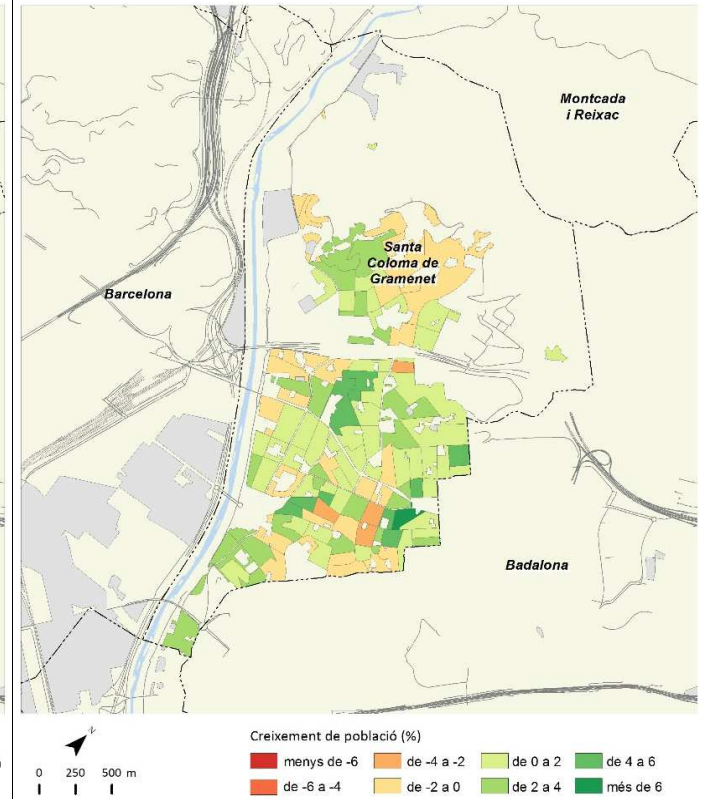 Montcada
i Reixac
Santa
Coloma de
Gramenet
Barcelona
Badalona
N
0 250 500 m
Creixement de població (%)
menys de -6
de -4 a -2
de 0 a 2
de 4 a 6
de -6 a -4
de -2 a 0
de 2 a 4
més de 6